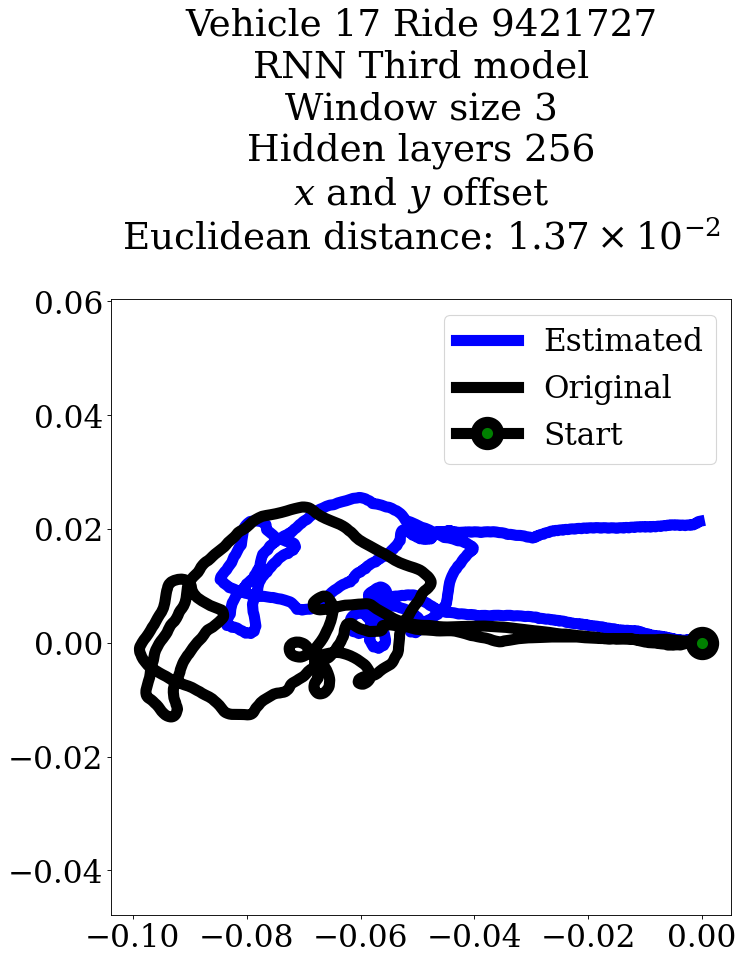 Vehicle 17 Ride 9421727
RNN Third model
Window size 3
Hidden layers 256
x and y offset
Euclidean distance: 1.37 × 10⁻²
Estimated
Original
Start
0.06
0.04
0.02
0.00
−0.02
−0.04
−0.10 −0.08 −0.06 −0.04 −0.02 0.00